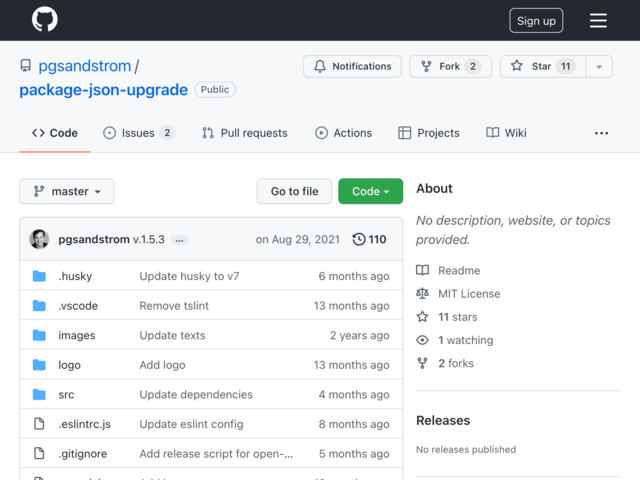 Sign up
pgsandstrom /
package-json-upgrade Public
Notifications
Fork 2
Star 11
Code
Issues 2
Pull requests
Actions
Projects
Wiki
...
master
Go to file
Code
pgsandstrom v.1.5.3 ... on Aug 29, 2021 110
.husky Update husky to v7 6 months ago
.vscode Remove tslint 13 months ago
images Update texts 2 years ago
logo Add logo 13 months ago
src Update dependencies 4 months ago
.eslintrc.js Update eslint config 8 months ago
.gitignore Add release script for open-... 5 months ago
About
No description, website, or topics
provided.
Readme
MIT License
11 stars
1 watching
2 forks
Releases
No releases published